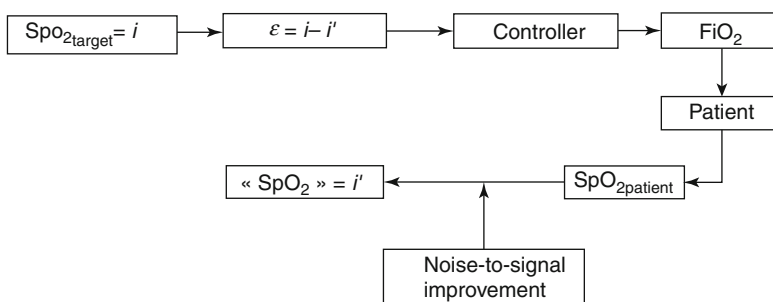 Spo₂target = i
ε = i – i'
Controller
FiO₂
Patient
« SpO₂ » = i'
SpO₂patient
Noise-to-signal
improvement